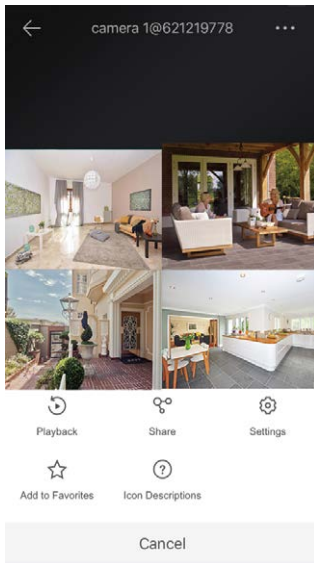 camera 1@621219778
Playback
Share
Settings
Add to Favorites
Icon Descriptions
Cancel